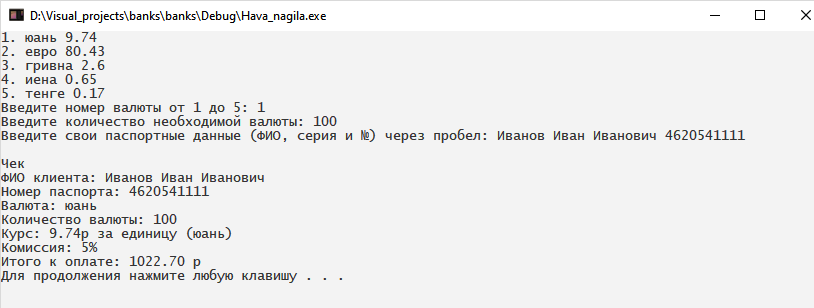 D:\Visual_projects\banks\banks\Debug\Hava_nagila.exe
1. юань 9.74
2. евро 80.43
3. гривна 2.6
4. иена 0.65
5. тенге 0.17
Введите номер валюты от 1 до 5: 1
Введите количество необходимой валюты: 100
Введите свои паспортные данные (ФИО, серия и №) через пробел: Иванов Иван Иванович 4620541111
Чек
ФИО клиента: Иванов Иван Иванович
Номер паспорта: 4620541111
Валюта: юань
Количество валюты: 100
Курс: 9.74р за единицу (юань)
Комиссия: 5%
Итого к оплате: 1022.70 р
Для продолжения нажмите любую клавишу . . .